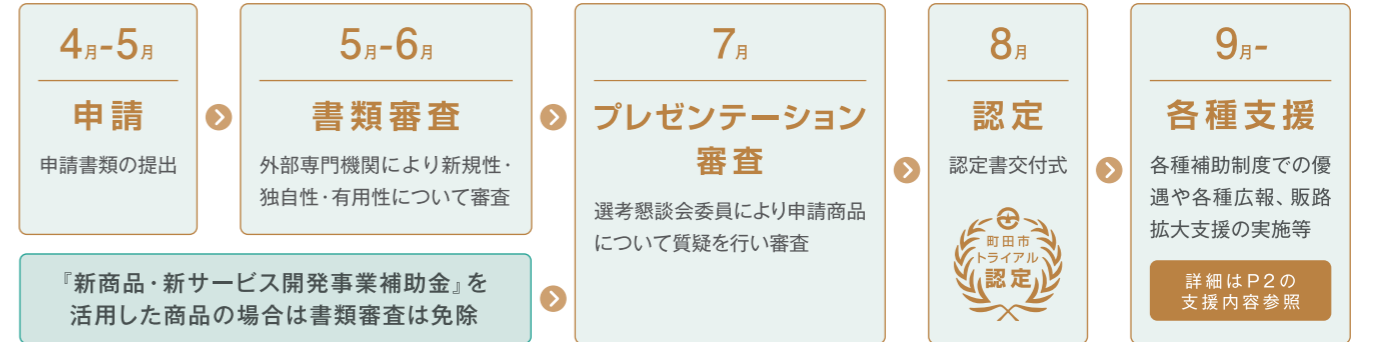 4月-5月
申請
申請書類の提出
5月-6月
書類審査
外部専門機関により新規性・
独自性・有用性について審査
『新商品・新サービス開発事業補助金』を
活用した商品の場合は書類審査は免除
7月
プレゼンテーション
審査
選考懇談会委員により申請商品
について質疑を行い審査
8月
認定
認定書交付式
町田市
トライアル
認定
9月-
各種支援
各種補助制度での優
遇や各種広報、販路
拡大支援の実施等
詳細はP2の
支援内容参照